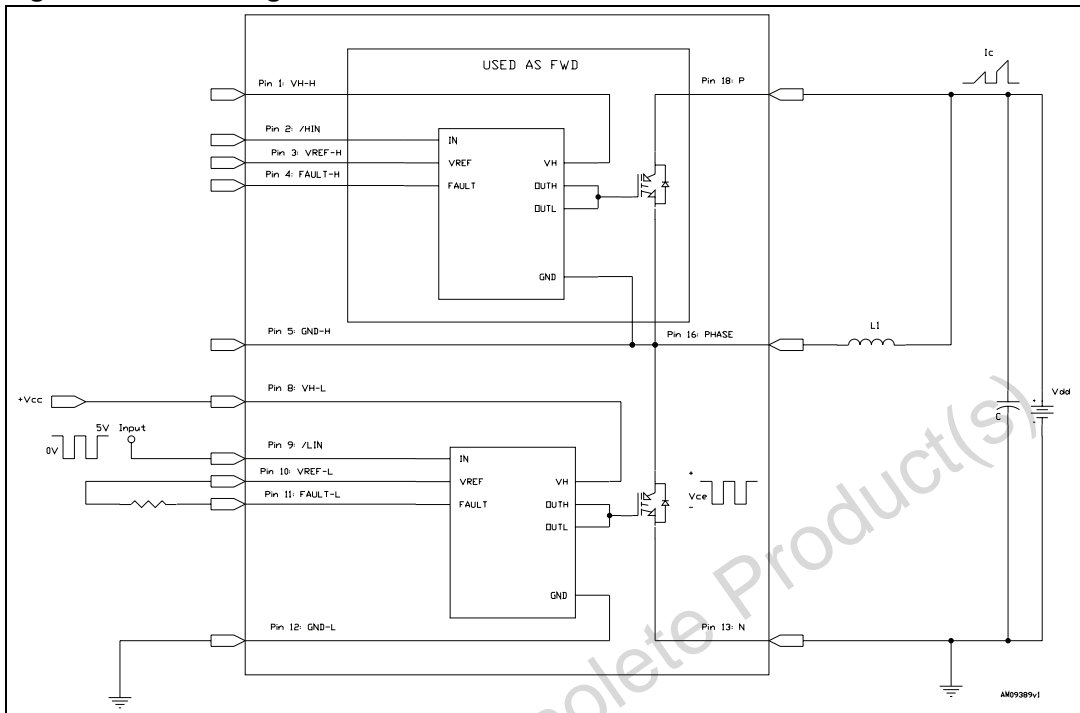 USED AS FWD
Ic
Pin 1: VH-H
Pin 18: P
Pin 2: /HIN
IN
Pin 3: VREF-H
VREF
VH
Pin 4: FAULT-H
FAULT
OUTH
OUTL
GND
Pin 5: GND-H
Pin 16: PHASE
L1
+Vcc
Pin 8: VH-L
Vdd
+
-
C
0V
5V
Input
Pin 9: /LIN
IN
Pin 10: VREF-L
VREF
VH
Pin 11: FAULT-L
FAULT
OUTH
OUTL
+
Vce
-
GND
Pin 12: GND-L
Pin 13: N
AM09389v1
olete Product(s)